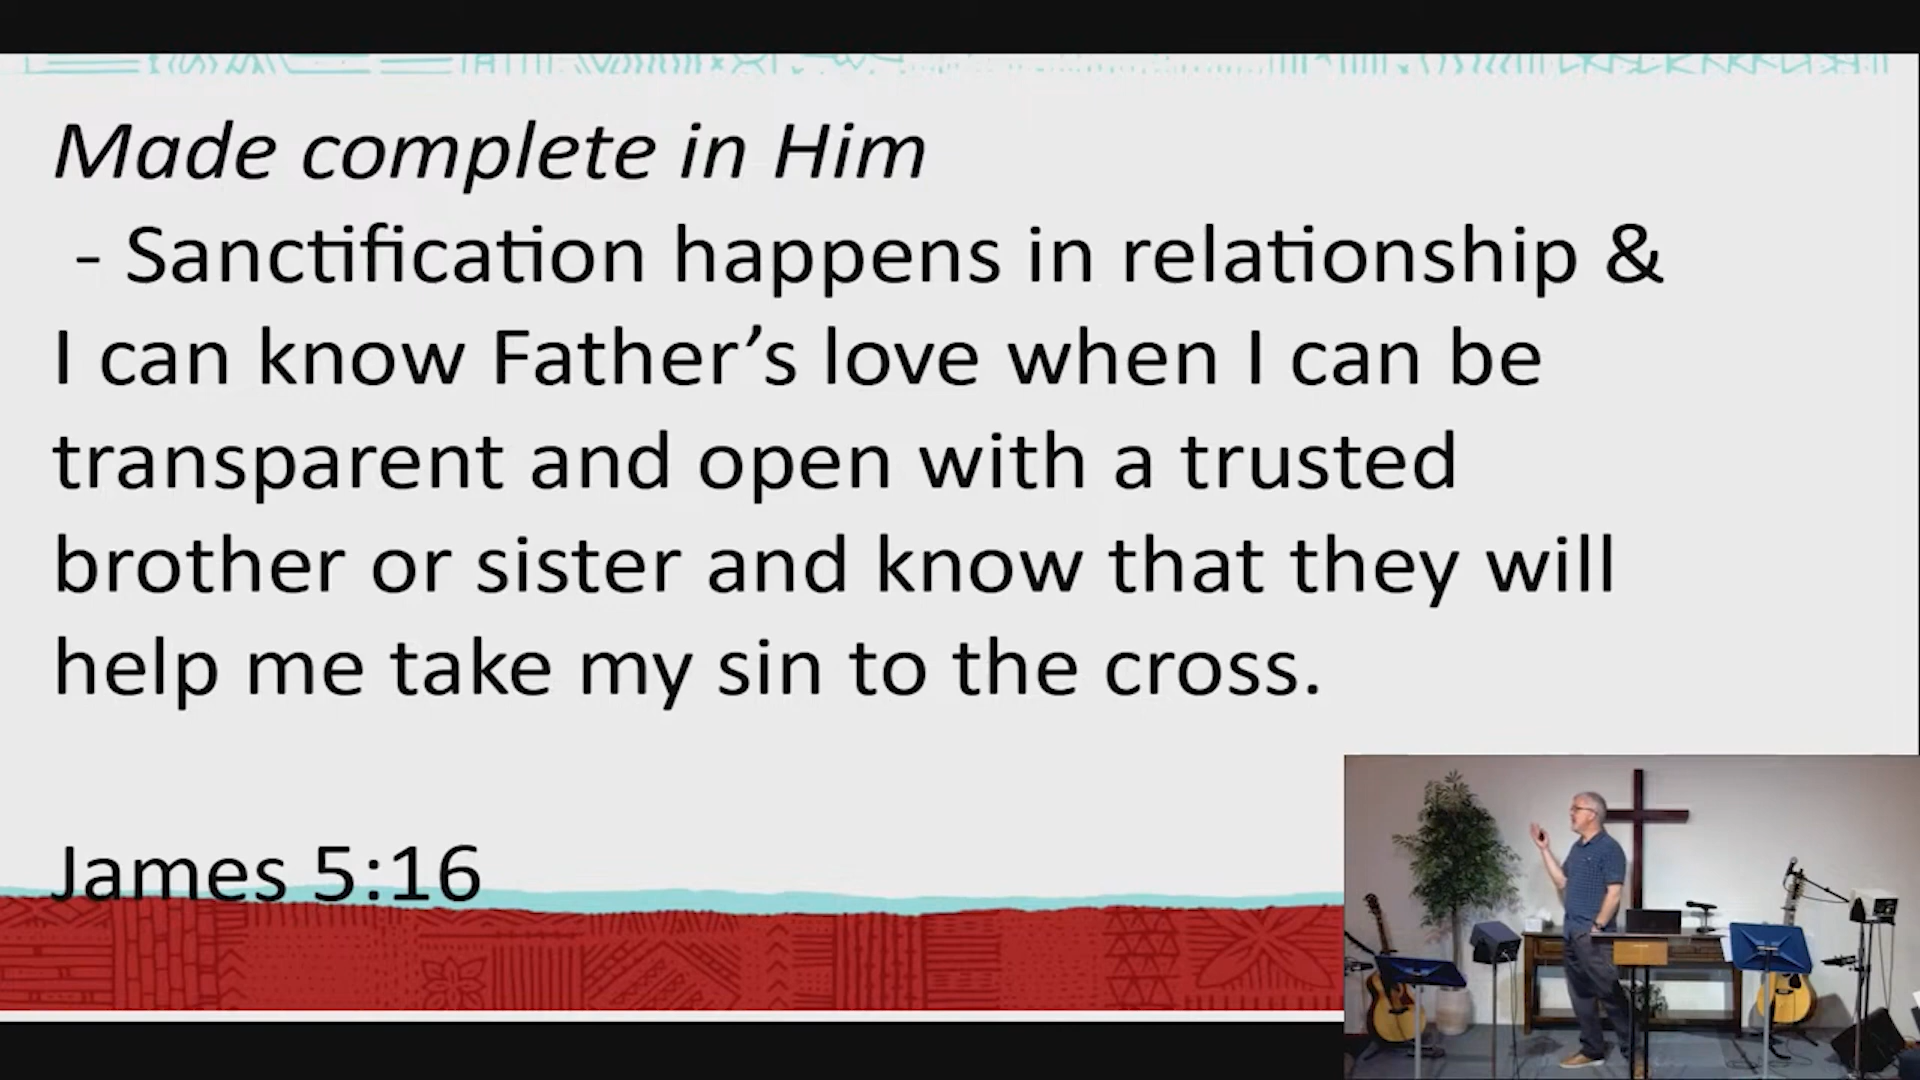 Made complete in Him
- Sanctification happens in relationship &
I can know Father’s love when I can be
transparent and open with a trusted
brother or sister and know that they will
help me take my sin to the cross.
James 5:16